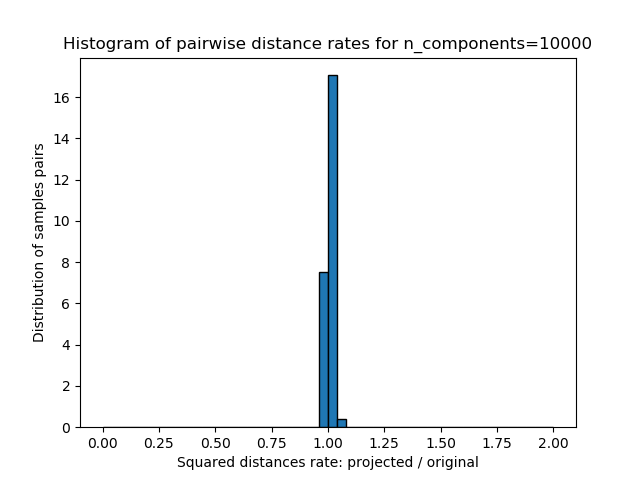 Histogram of pairwise distance rates for n_components=10000
16
14
12
10
8
6
4
2
0
Distribution of samples pairs
0.00 0.25 0.50 0.75 1.00 1.25 1.50 1.75 2.00
Squared distances rate: projected / original